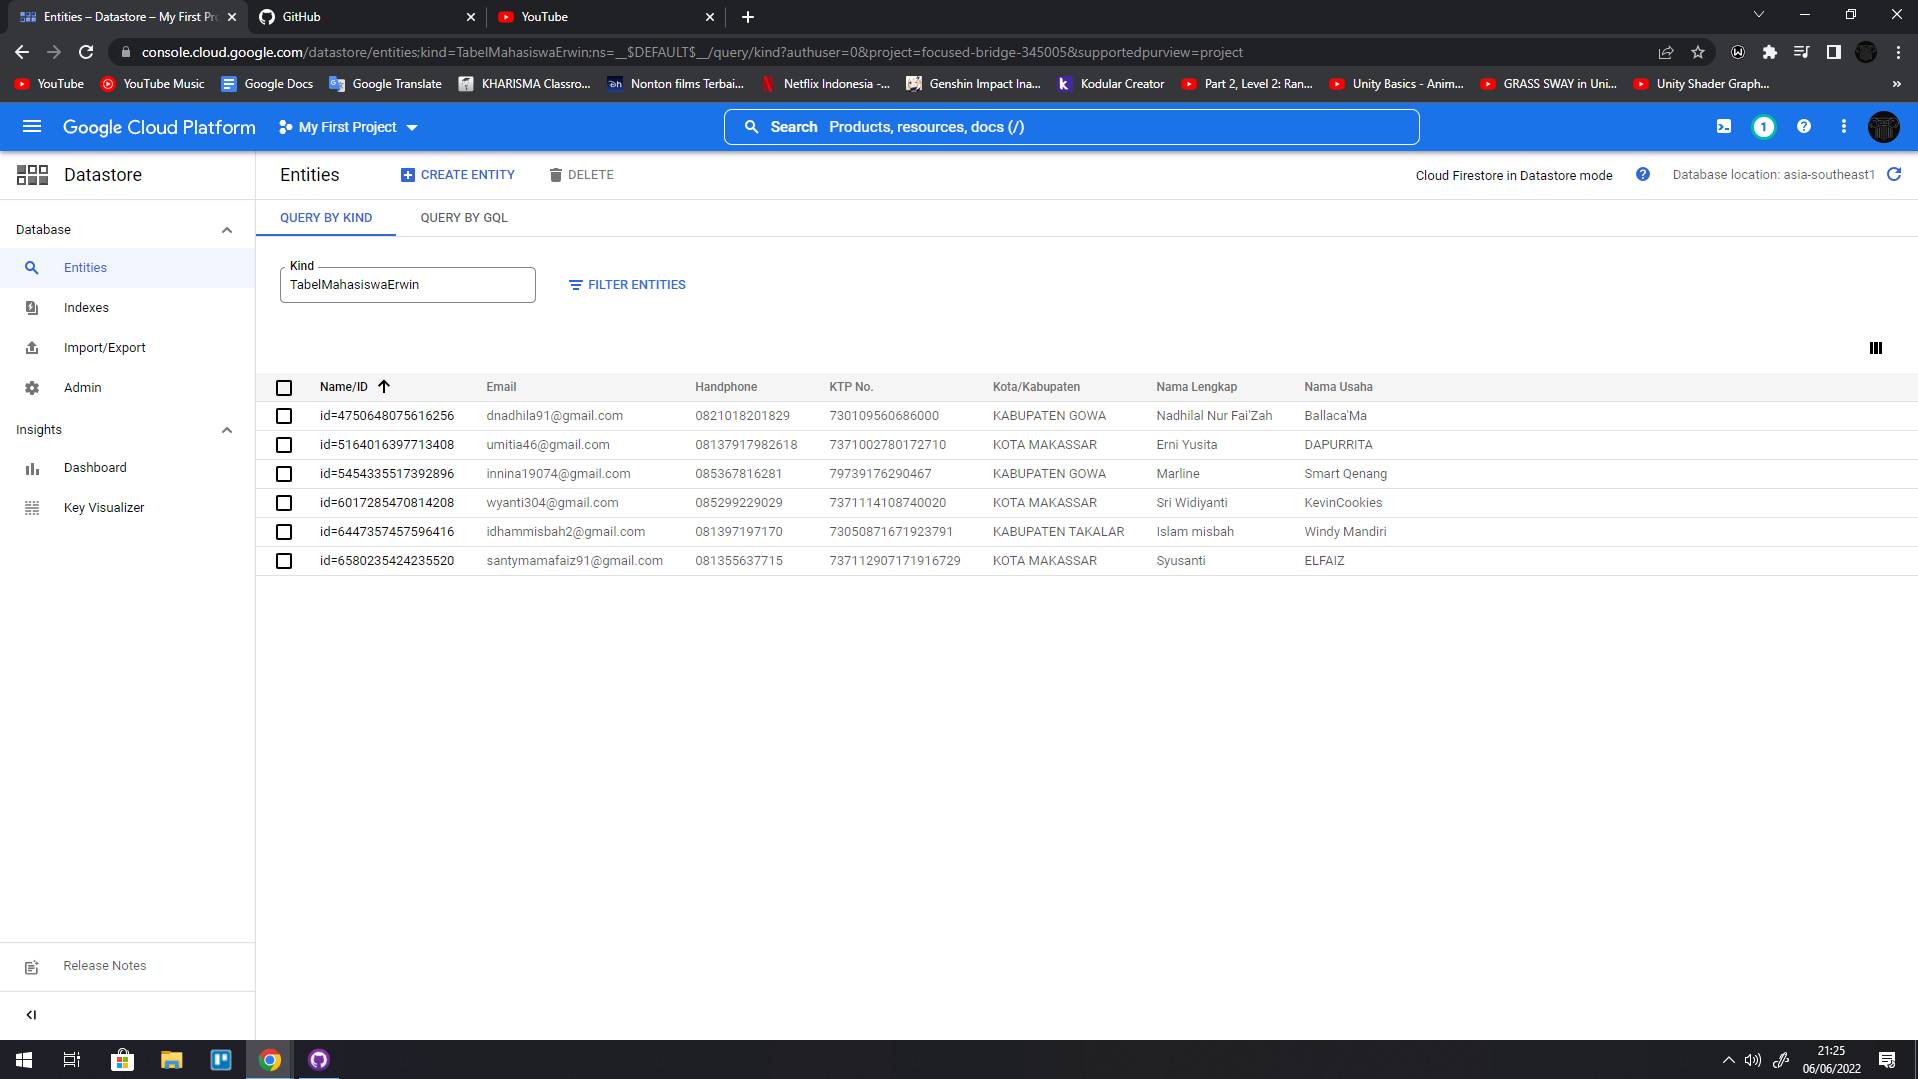 Entities – Datastore – My First Pro
GitHub
YouTube
console.cloud.google.com/datastore/entities;kind=TabelMahasiswaErwin;ns=__$DEFAULT$__/query/kind?authuser=0&project=focused-bridge-345005&supportedpurview=project
YouTube YouTube Music Google Docs Google Translate KHARISMA Classro... Nonton films Terbai... Netflix Indonesia -... Genshin Impact Ina... Kodular Creator Part 2, Level 2: Ran... Unity Basics - Anim... GRASS SWAY in Uni... Unity Shader Graph... »
Google Cloud Platform My First Project Search Products, resources, docs (/) 1
Datastore
Entities CREATE ENTITY DELETE Cloud Firestore in Datastore mode Database location: asia-southeast1
QUERY BY KIND QUERY BY GQL
Database
Entities
Indexes
Import/Export
Admin
Insights
Dashboard
Key Visualizer
Release Notes
Kind
TabelMahasiswaErwin
FILTER ENTITIES
Name/ID Email Handphone KTP No. Kota/Kabupaten Nama Lengkap Nama Usaha
id=4750648075616256 dnadhila91@gmail.com 0821018201829 730109560686000 KABUPATEN GOWA Nadhilal Nur Fai'Zah Ballaca'Ma
id=5164016397713408 umitia46@gmail.com 08137917982618 7371002780172710 KOTA MAKASSAR Erni Yusita DAPURRITA
id=5454335517392896 innina19074@gmail.com 085367816281 79739176290467 KABUPATEN GOWA Marline Smart Qenang
id=6017285470814208 wyanti304@gmail.com 085299229029 7371114108740020 KOTA MAKASSAR Sri Widiyanti KevinCookies
id=6447357457596416 idhammisbah2@gmail.com 081397197170 73050871671923791 KABUPATEN TAKALAR Islam misbah Windy Mandiri
id=6580235424235520 santymamafaiz91@gmail.com 081355637715 737112907171916729 KOTA MAKASSAR Syusanti ELFAIZ
21:25
06/06/2022